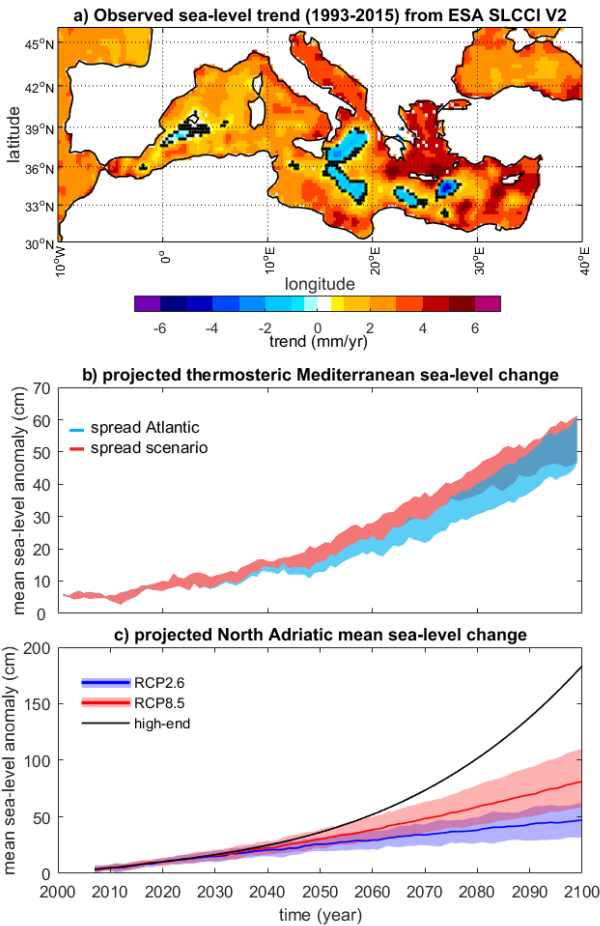 a) Observed sea-level trend (1993-2015) from ESA SLCCI V2
latitude
45°N
42°N
39°N
36°N
33°N
30°N
10°W
0°
10°E
20°E
30°E
40°E
longitude
-6
-4
-2
0
2
4
6
trend (mm/yr)
b) projected thermosteric Mediterranean sea-level change
mean sea-level anomaly (cm)
70
60
50
40
30
20
10
0
spread Atlantic
spread scenario
c) projected North Adriatic mean sea-level change
mean sea-level anomaly (cm)
200
150
100
50
0
RCP2.6
RCP8.5
high-end
2000 2010 2020 2030 2040 2050 2060 2070 2080 2090 2100
time (year)